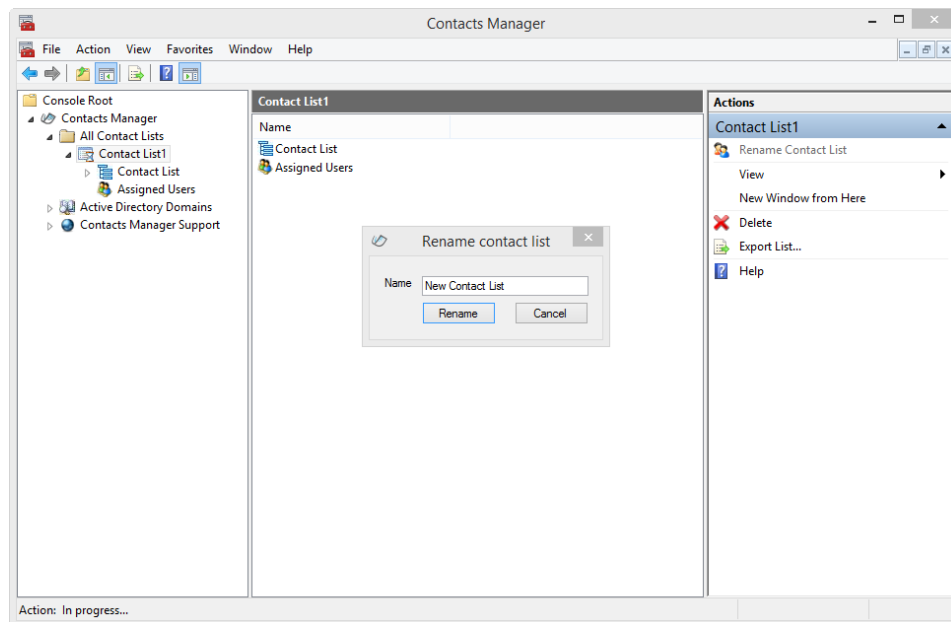 Contacts Manager
File Action View Favorites Window Help
Console Root
Contacts Manager
All Contact Lists
Contact List1
Contact List
Assigned Users
Active Directory Domains
Contacts Manager Support
Contact List1
Name
Contact List
Assigned Users
Rename contact list
Name New Contact List
Rename Cancel
Actions
Contact List1
Rename Contact List
View
New Window from Here
Delete
Export List...
Help
Action: In progress...